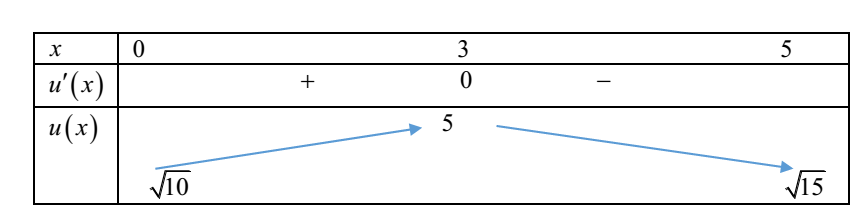 x 0 3 5
u′(x) + 0 −
u(x) 5
√10 √15